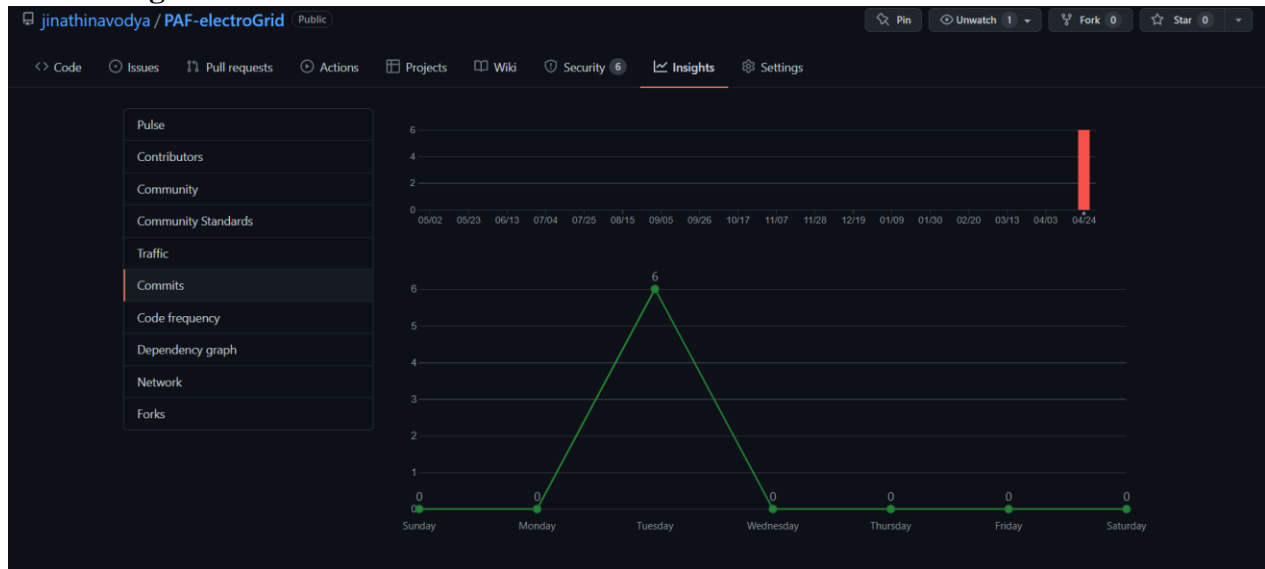 jinathinavodya / PAF-electroGrid Public
Pin Unwatch 1 Fork 0 Star 0
Code Issues Pull requests Actions Projects Wiki Security 6 Insights Settings
Pulse
Contributors
Community
Community Standards
Traffic
Commits
Code frequency
Dependency graph
Network
Forks
6
4
2
0
05/02 05/23 06/13 07/04 07/25 08/15 09/05 09/26 10/17 11/07 11/28 12/19 01/09 01/30 02/20 03/13 04/03 04/24
6
6
5
4
3
2
1
0
0 0 0 0 0 0
Sunday Monday Tuesday Wednesday Thursday Friday Saturday